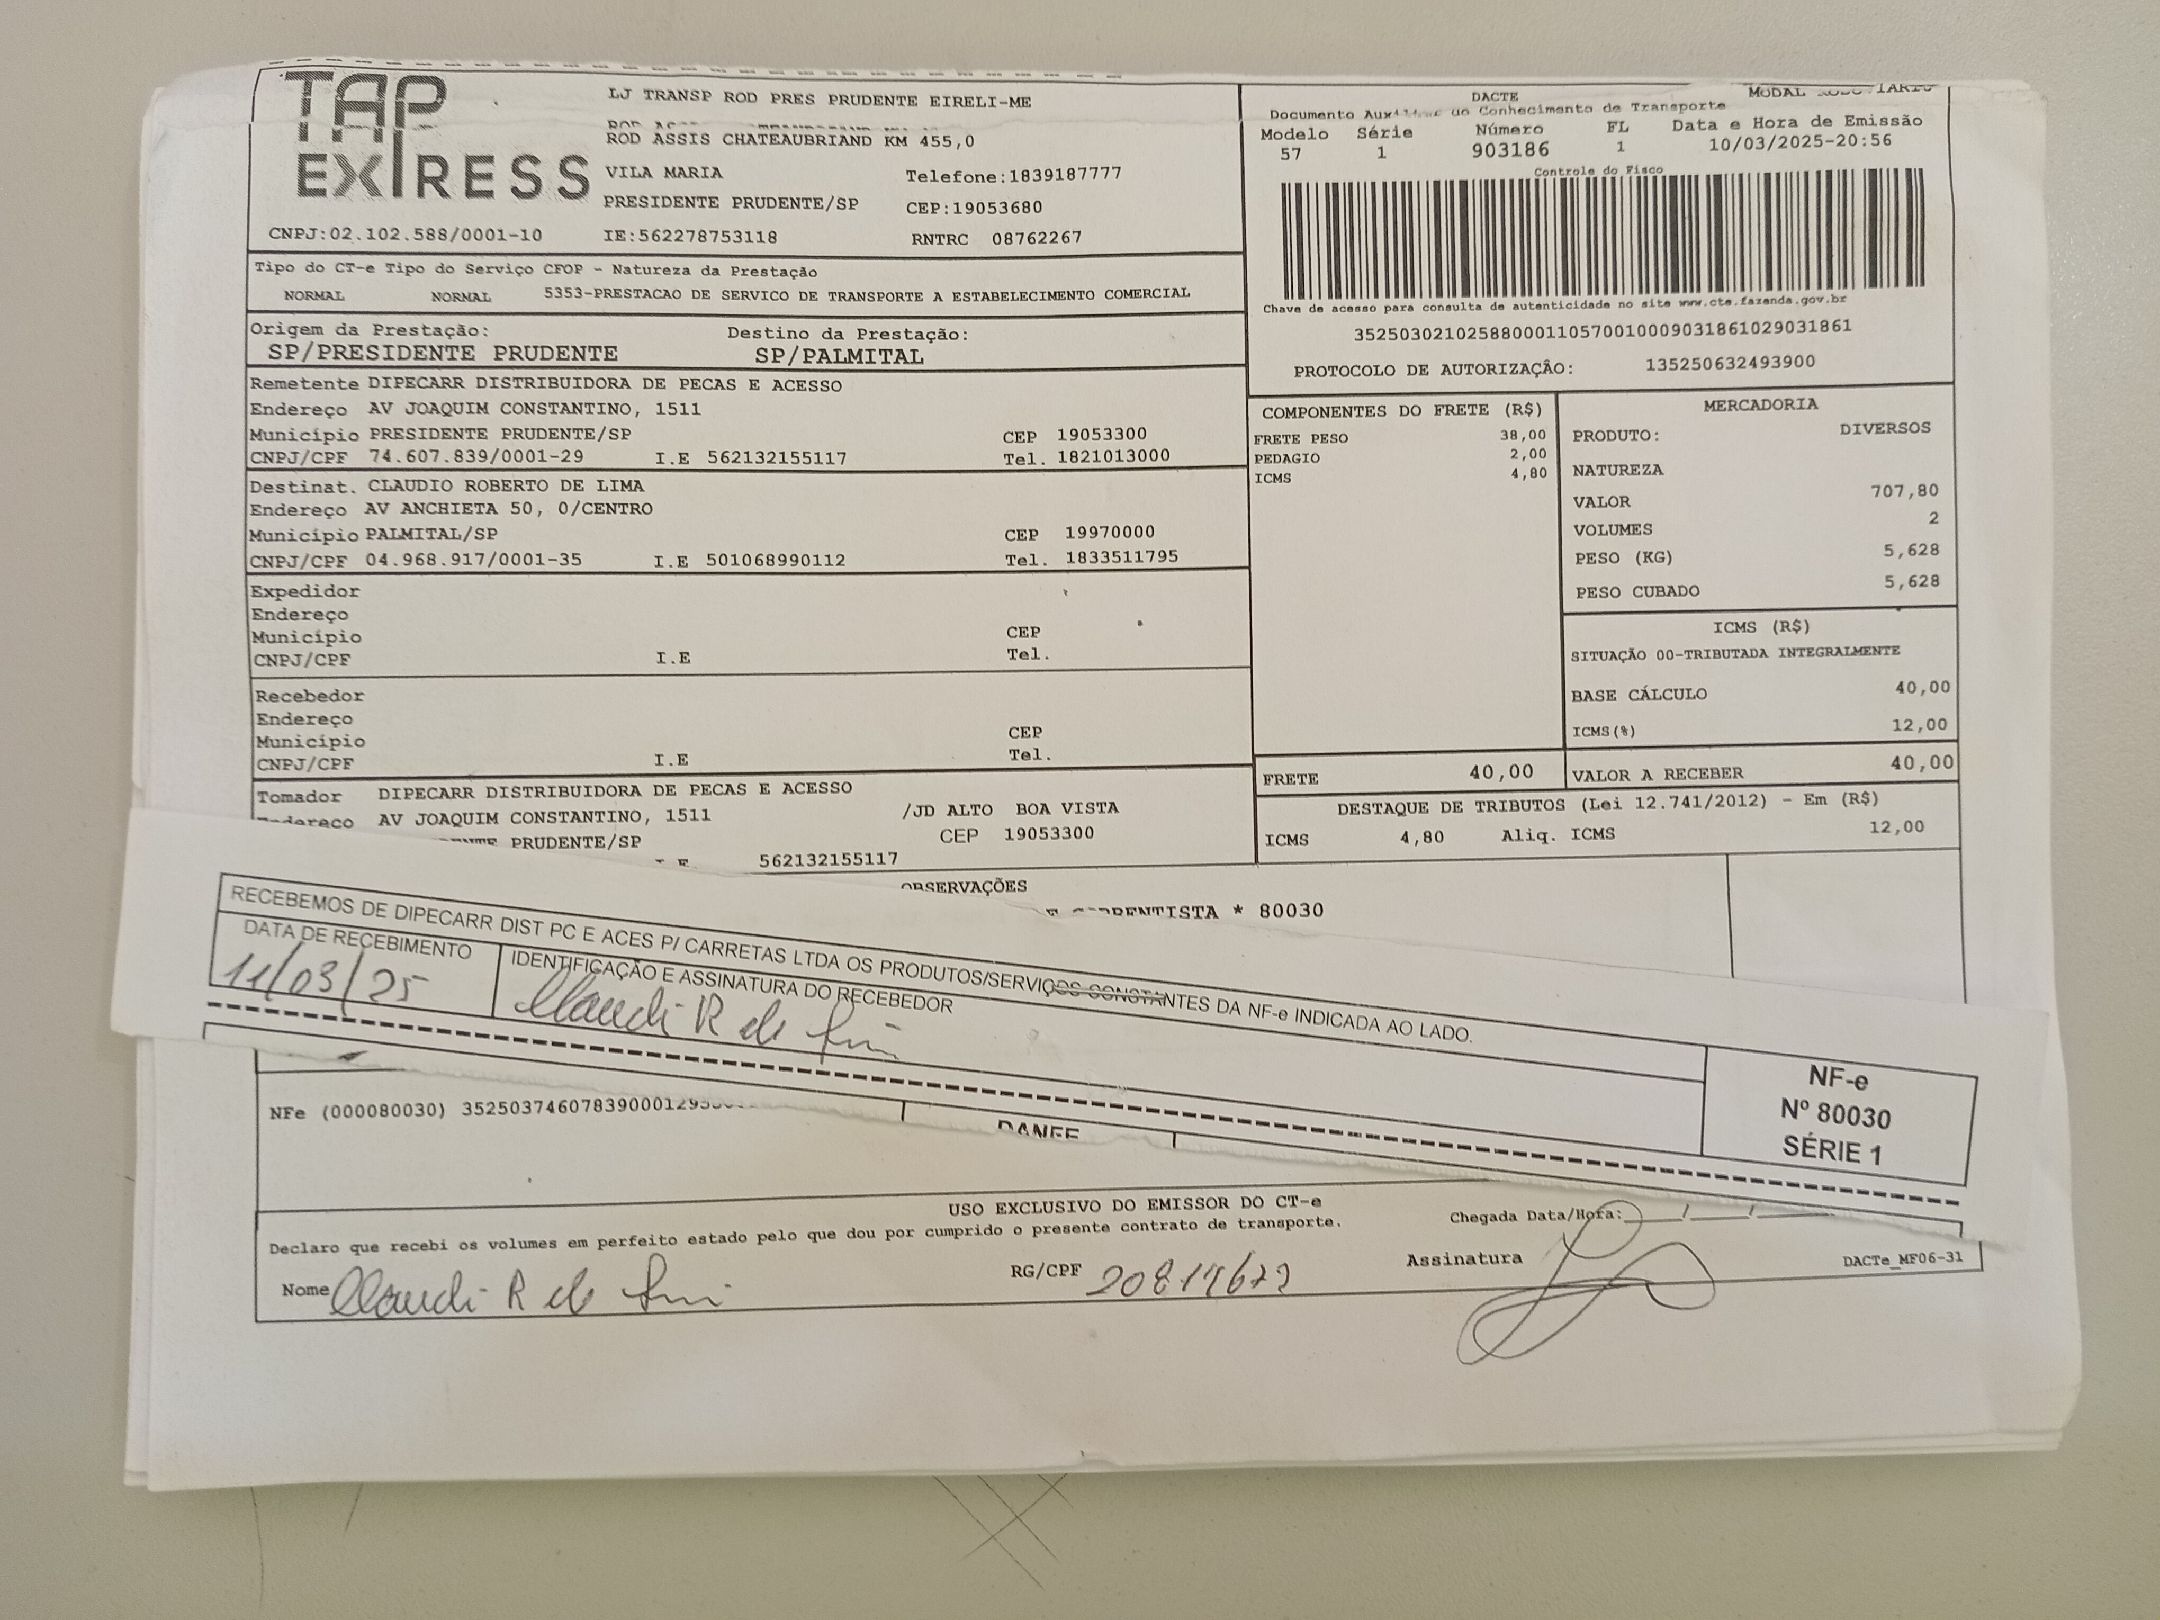 TAP
EXPRESS
LJ TRANSP ROD PRES PRUDENTE EIRELI-ME
ROD ASSIS CHATEAUBRIAND KM 455,0
VILA MARIA Telefone:1839187777
PRESIDENTE PRUDENTE/SP CEP:19053680
CNPJ:02.102.588/0001-10 IE:562278753118 RNTRC 08762267
DACTE MODAL
Documento Auxiliar do Conhecimento de Transporte
Modelo Série Número FL Data e Hora de Emissão
57 1 903186 1 10/03/2025-20:56
Controle do Fisco
Chave de acesso para consulta de autenticidade no site www.cte.fazenda.gov.br
35250302102588000110570010009031861029031861
PROTOCOLO DE AUTORIZAÇÂO: 135250632493900
Tipo do CT-e Tipo do Serviço CFOP - Natureza da Prestação
NORMAL NORMAL 5353-PRESTACAO DE SERVICO DE TRANSPORTE A ESTABELECIMENTO COMERCIAL
Origem da Prestação: Destino da Prestação:
SP/PRESIDENTE PRUDENTE SP/PALMITAL
Remetente DIPECARR DISTRIBUIDORA DE PECAS E ACESSO
Endereço AV JOAQUIM CONSTANTINO, 1511
Município PRESIDENTE PRUDENTE/SP CEP 19053300
CNPJ/CPF 74.607.839/0001-29 I.E 562132155117 Tel. 1821013000
Destinat. CLAUDIO ROBERTO DE LIMA
Endereço AV ANCHIETA 50, 0/CENTRO
Município PALMITAL/SP CEP 19970000
CNPJ/CPF 04.968.917/0001-35 I.E 501068990112 Tel. 1833511795
Expedidor
Endereço
Município CEP
CNPJ/CPF I.E Tel.
Recebedor
Endereço
Município CEP
CNPJ/CPF I.E Tel.
Tomador DIPECARR DISTRIBUIDORA DE PECAS E ACESSO
Endereço AV JOAQUIM CONSTANTINO, 1511 /JD ALTO BOA VISTA
PRUDENTE/SP CEP 19053300
562132155117
COMPONENTES DO FRETE (R$)
FRETE PESO 38,00
PEDAGIO 2,00
ICMS 4,80
MERCADORIA
PRODUTO: DIVERSOS
NATUREZA
VALOR 707,80
VOLUMES 2
PESO (KG) 5,628
PESO CUBADO 5,628
ICMS (R$)
SITUAÇÃO 00-TRIBUTADA INTEGRALMENTE
BASE CÁLCULO 40,00
ICMS(%) 12,00
FRETE 40,00 VALOR A RECEBER 40,00
DESTAQUE DE TRIBUTOS (Lei 12.741/2012) - Em (R$)
ICMS 4,80 Aliq. ICMS 12,00
OBSERVAÇÕES
* 80030
RECEBEMOS DE DIPECARR DIST PC E ACES P/ CARRETAS LTDA OS PRODUTOS/SERVIÇOS CONSTANTES DA NF-e INDICADA AO LADO.
DATA DE RECEBIMENTO IDENTIFICAÇÃO E ASSINATURA DO RECEBEDOR
11/03/25
NF-e
Nº 80030
SÉRIE 1
NFe (000080030)
DANFE
USO EXCLUSIVO DO EMISSOR DO CT-e
Declaro que recebi os volumes em perfeito estado pelo que dou por cumprido o presente contrato de transporte. Chegada Data/Hora:
Nome RG/CPF Assinatura DACTe_MF06-31